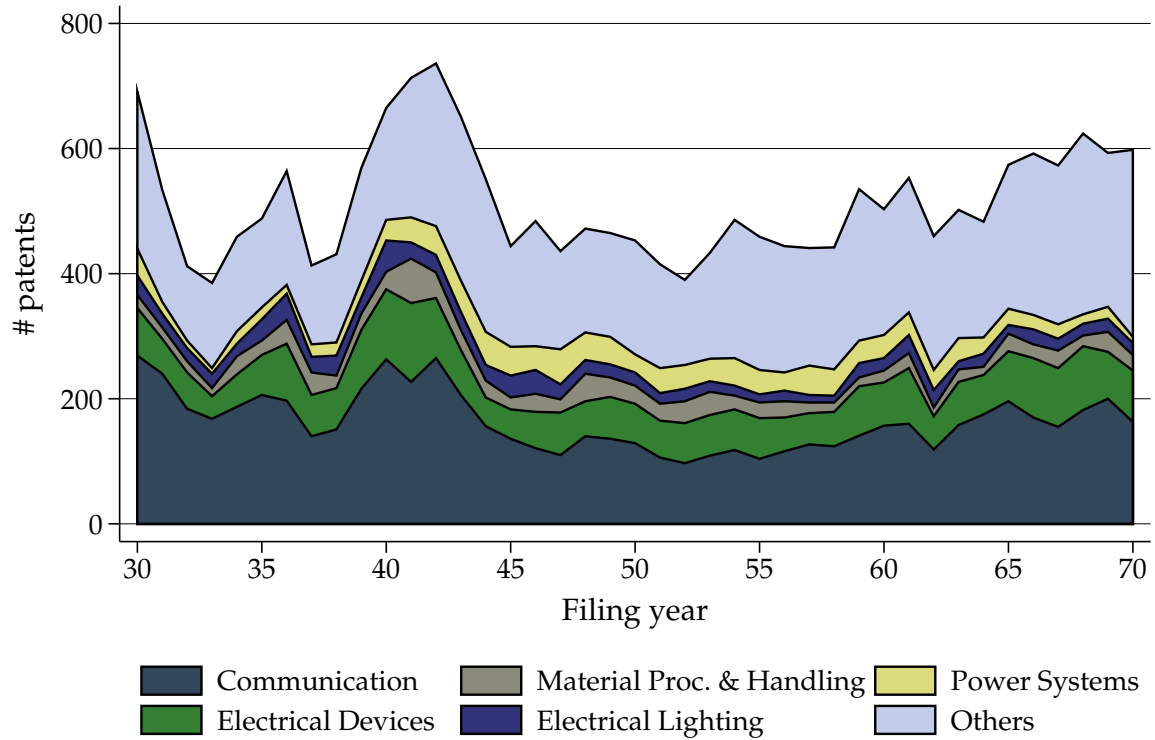 800
600
400
200
0
# patents
30 35 40 45 50 55 60 65 70
Filing year
Communication Material Proc. & Handling Power Systems
Electrical Devices Electrical Lighting Others